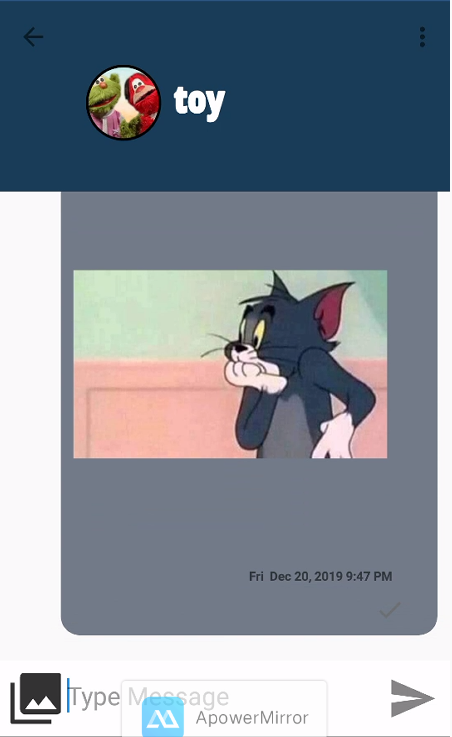 toy
Fri Dec 20, 2019 9:47 PM
Type Message
ApowerMirror